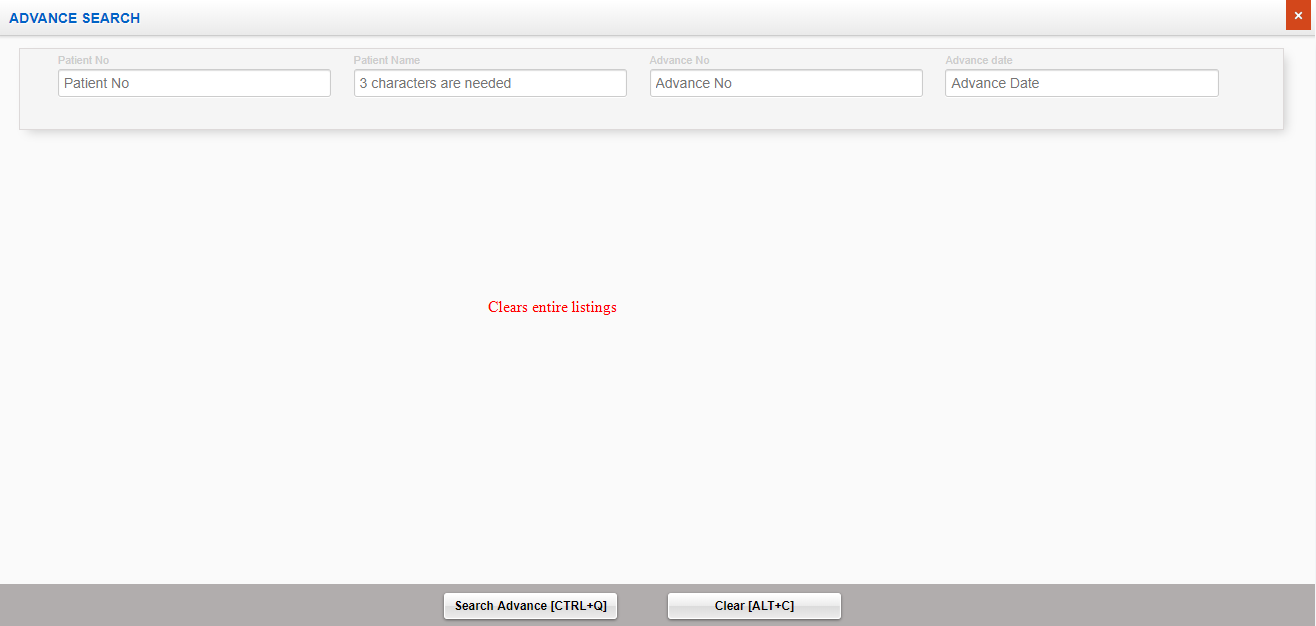 ADVANCE SEARCH
×
Patient No
Patient Name
Advance No
Advance date
Patient No
3 characters are needed
Advance No
Advance Date
Clears entire listings
Search Advance [CTRL+Q]
Clear [ALT+C]